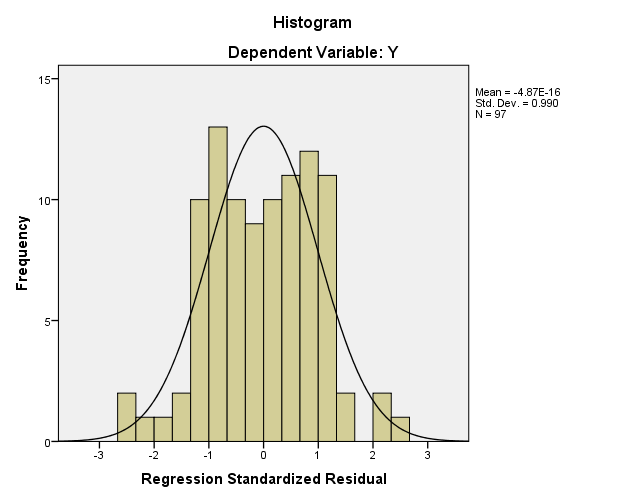 Histogram
Dependent Variable: Y
Mean = -4.87E-16
Std. Dev. = 0.990
N = 97
Frequency
15
10
5
0
-3 -2 -1 0 1 2 3
Regression Standardized Residual